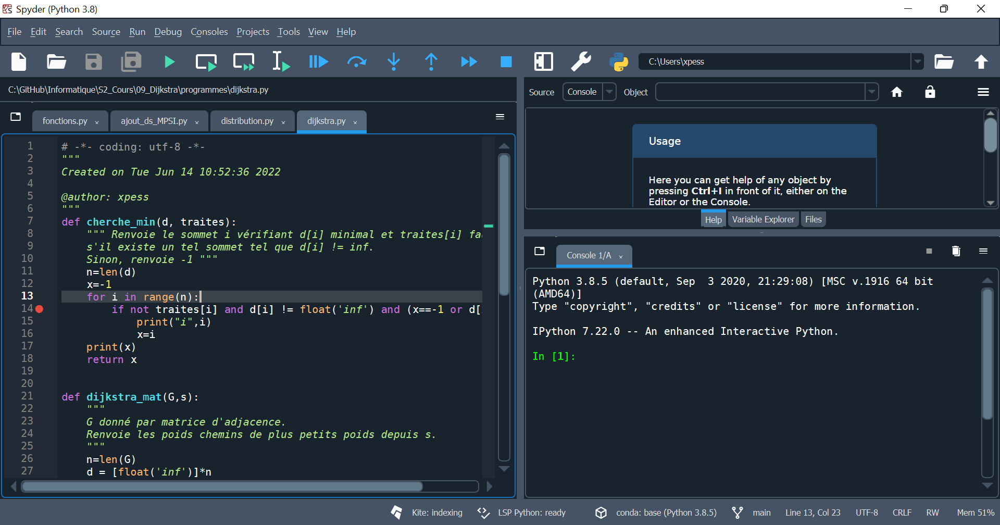 Spyder (Python 3.8)
File Edit Search Source Run Debug Consoles Projects Tools View Help
C:\Users\xpess
C:\GitHub\Informatique\S2_Cours\09_Dijkstra\programmes\dijkstra.py
fonctions.py × ajout_ds_MPSI.py × distribution.py × dijkstra.py ×
1 # -*- coding: utf-8 -*-
2 """
3 Created on Tue Jun 14 10:52:36 2022
4
5 @author: xpess
6 """
7 def cherche_min(d, traites):
8 """ Renvoie le sommet i vérifiant d[i] minimal et traites[i] fa
9 s'il existe un tel sommet tel que d[i] != inf.
10 Sinon, renvoie -1 """
11 n=len(d)
12 x=-1
13 for i in range(n):
14 if not traites[i] and d[i] != float('inf') and (x==-1 or d[
15 print("i",i)
16 x=i
17 print(x)
18 return x
19
20
21 def dijkstra_mat(G,s):
22 """
23 G donné par matrice d'adjacence.
24 Renvoie les poids chemins de plus petits poids depuis s.
25 """
26 n=len(G)
27 d = [float('inf')]*n
Source Console Object
Usage
Here you can get help of any object by
pressing Ctrl+I in front of it, either on the
Editor or the Console.
Help Variable Explorer Files
Console 1/A ×
Python 3.8.5 (default, Sep  3 2020, 21:29:08) [MSC v.1916 64 bit
(AMD64)]
Type "copyright", "credits" or "license" for more information.
IPython 7.22.0 -- An enhanced Interactive Python.
In [1]:
Kite: indexing LSP Python: ready conda: base (Python 3.8.5) main Line 13, Col 23 UTF-8 CRLF RW Mem 51%